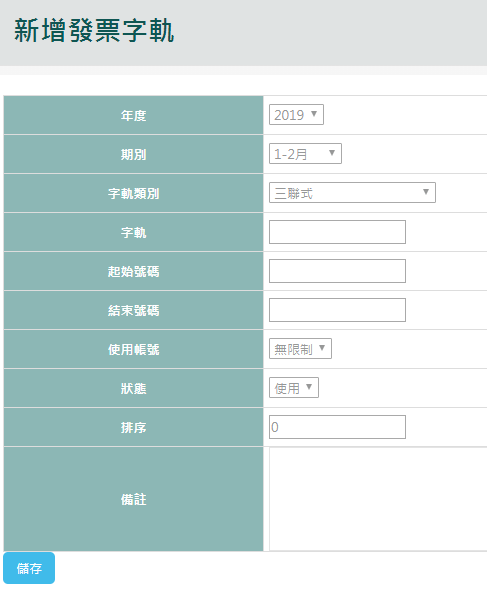 新增發票字軌
年度 2019
期別 1-2月
字軌類別 三聯式
字軌
起始號碼
結束號碼
使用帳號 無限制
狀態 使用
排序 0
備註
儲存